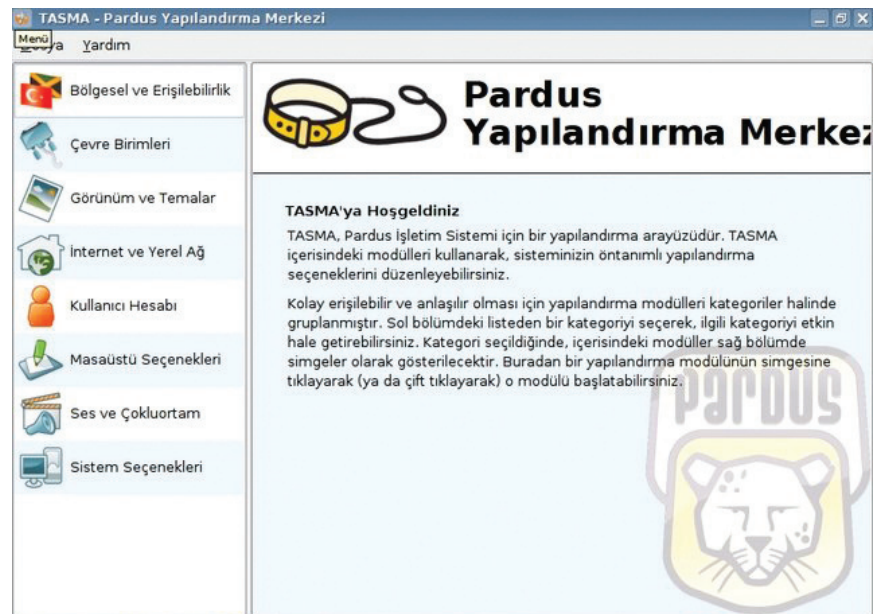 TASMA - Pardus Yapılandırma Merkezi
Menü
Yardım
Bölgesel ve Erişilebilirlik
Çevre Birimleri
Görünüm ve Temalar
İnternet ve Yerel Ağ
Kullanıcı Hesabı
Masaüstü Seçenekleri
Ses ve Çokluortam
Sistem Seçenekleri
Pardus
Yapılandırma Merkez
TASMA'ya Hoşgeldiniz
TASMA, Pardus İşletim Sistemi için bir yapılandırma arayüzüdür. TASMA
içerisindeki modülleri kullanarak, sisteminizin öntanımlı yapılandırma
seçeneklerini düzenleyebilirsiniz.
Kolay erişilebilir ve anlaşılır olması için yapılandırma modülleri kategoriler halinde
gruplanmıştır. Sol bölümdeki listeden bir kategoriyi seçerek, ilgili kategoriyi etkin
hale getirebilirsiniz. Kategori seçildiğinde, içerisindeki modüller sağ bölümde
simgeler olarak gösterilecektir. Buradan bir yapılandırma modülünün simgesine
tıklayarak (ya da çift tıklayarak) o modülü başlatabilirsiniz.
Pardus